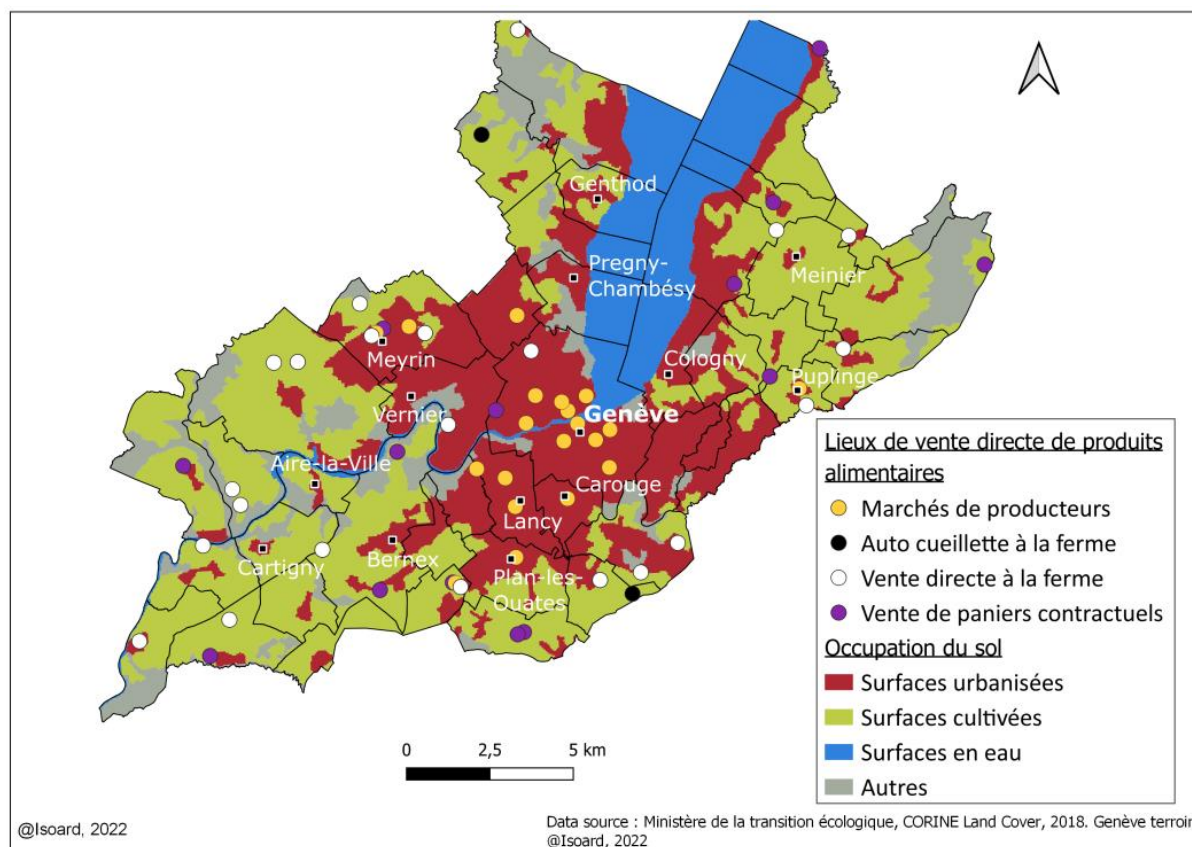 Genthod
Pregny-
Chambésy
Meinier
Meyrin
Cologny
Puplinge
Vernier
Genève
Aire-la-Ville
Carouge
Lancy
Cartigny
Bernex
Plan-les-
Ouates
Lieux de vente directe de produits
alimentaires
Marchés de producteurs
Auto cueillette à la ferme
Vente directe à la ferme
Vente de paniers contractuels
Occupation du sol
Surfaces urbanisées
Surfaces cultivées
Surfaces en eau
Autres
0 2,5 5 km
@Isoard, 2022
Data source : Ministère de la transition écologique, CORINE Land Cover, 2018. Genève terroir
@Isoard, 2022